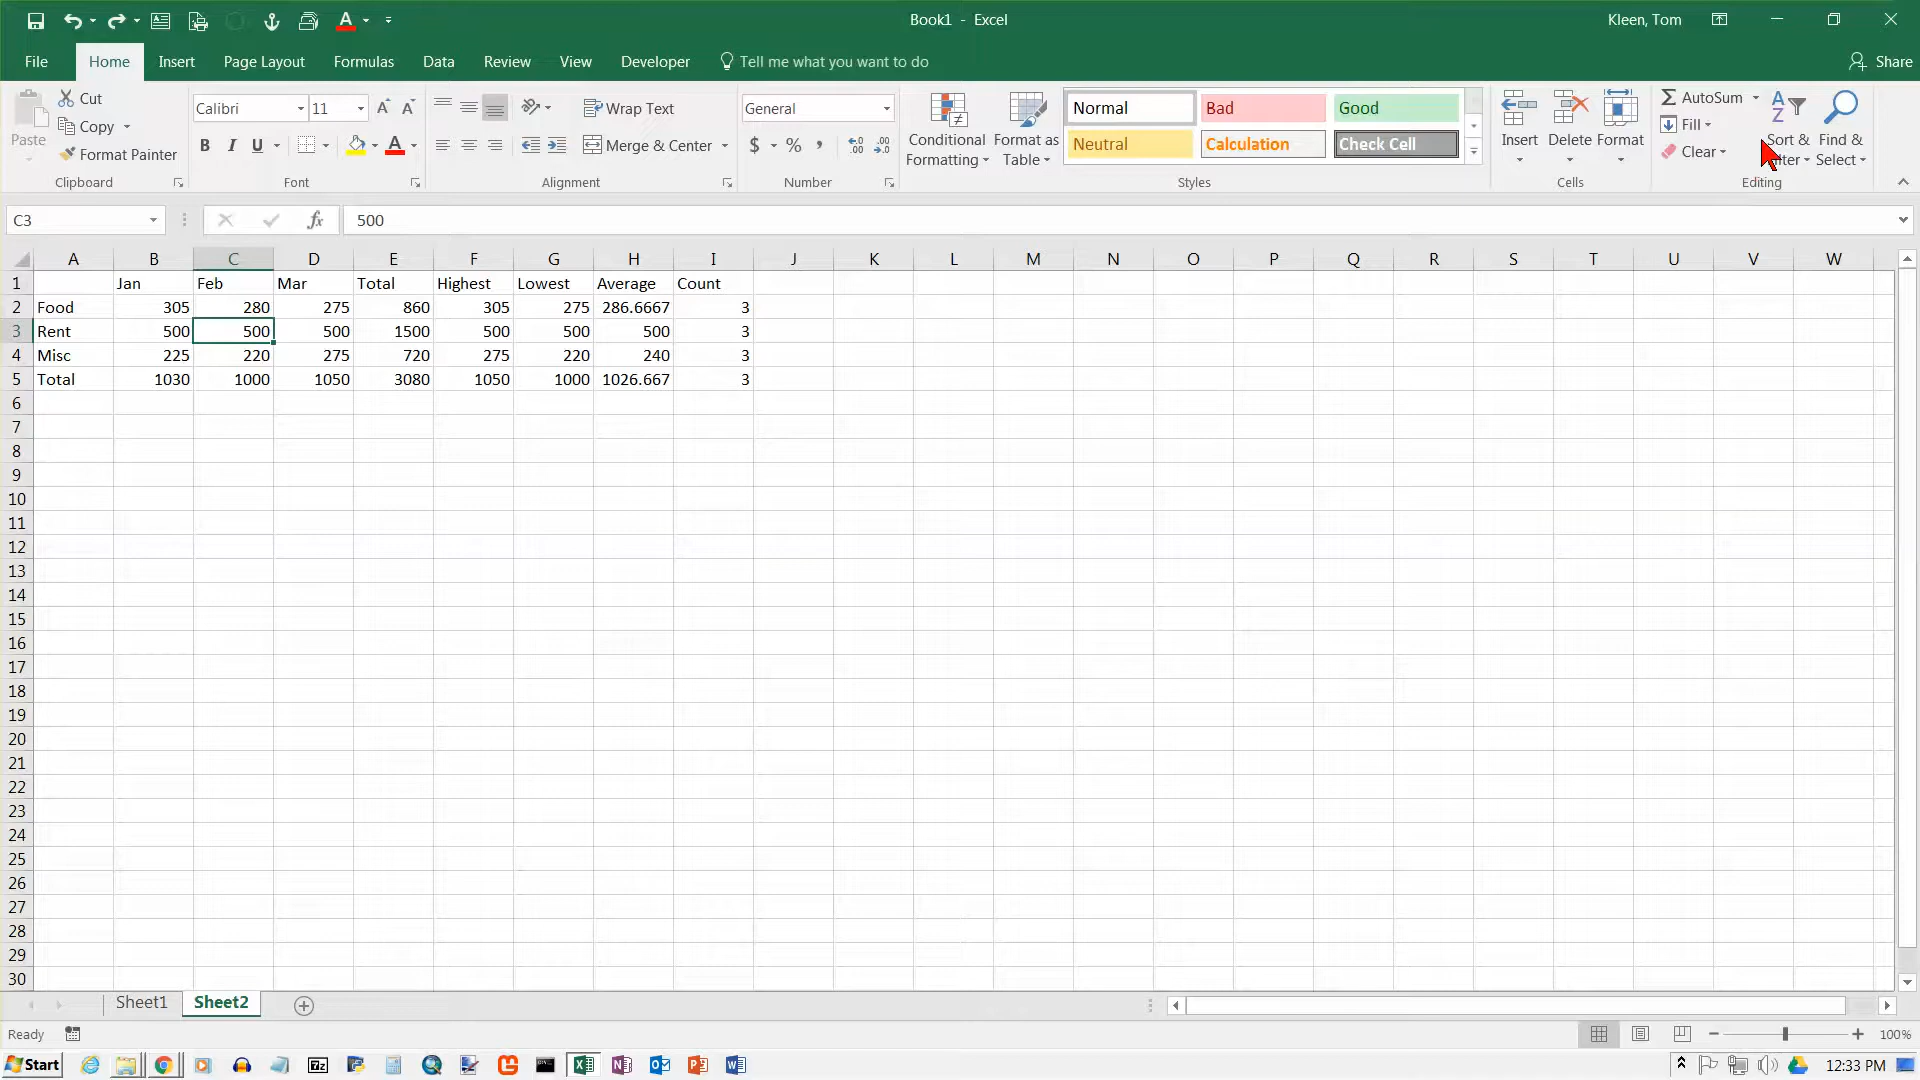 Book1 - Excel
Kleen, Tom
File Home Insert Page Layout Formulas Data Review View Developer Tell me what you want to do Share
Paste
Cut
Copy
Format Painter
Clipboard
Calibri 11
B I U
Font
Wrap Text
Merge & Center
Alignment
General
$ % ,
Number
Conditional Formatting
Format as Table
Normal Bad Good
Neutral Calculation Check Cell
Styles
Insert Delete Format
Cells
AutoSum
Fill
Clear
Sort &
Find & Select
Editing
C3 fx 500
A B C D E F G H I J K L M N O P Q R S T U V W
1 Jan Feb Mar Total Highest Lowest Average Count
2 Food 305 280 275 860 305 275 286.6667 3
3 Rent 500 500 500 1500 500 500 500 3
4 Misc 225 220 275 720 275 220 240 3
5 Total 1030 1000 1050 3080 1050 1000 1026.667 3
6
7
8
9
10
11
12
13
14
15
16
17
18
19
20
21
22
23
24
25
26
27
28
29
30
Sheet1 Sheet2
Ready 100%
Start 12:33 PM